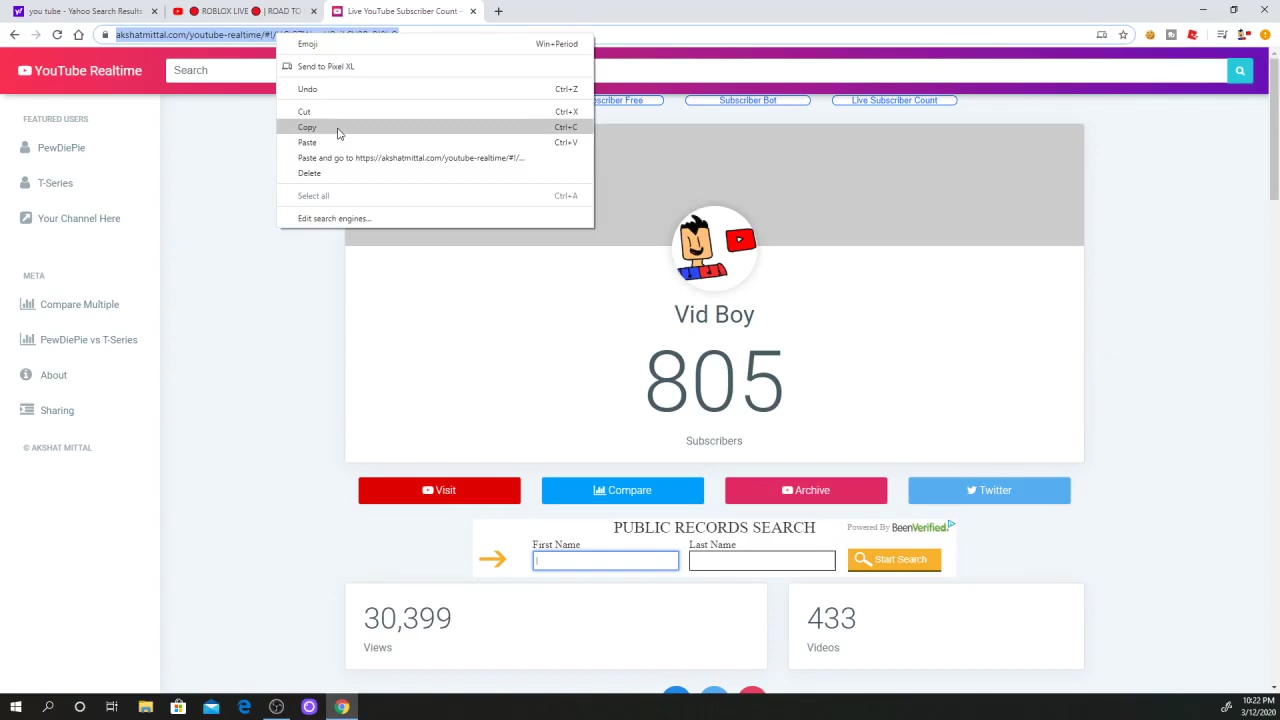 you tube - Yahoo Search Results
ROBLOX LIVE | ROAD TO
Live YouTube Subscriber Count -
akshatmittal.com/youtube-realtime/#!/
Emoji Win+Period
Send to Pixel XL
Undo Ctrl+Z
Cut Ctrl+X
Copy Ctrl+C
Paste Ctrl+V
Paste and go to https://akshatmittal.com/youtube-realtime/#!/...
Delete
Select all Ctrl+A
Edit search engines...
YouTube Realtime
Search
Free
Subscriber Bot
Live Subscriber Count
FEATURED USERS
PewDiePie
T-Series
Your Channel Here
META
Compare Multiple
PewDiePie vs T-Series
About
Sharing
© AKSHAT MITTAL
Vid Boy
805
Subscribers
Visit
Compare
Archive
Twitter
PUBLIC RECORDS SEARCH
Powered By BeenVerified
First Name
Last Name
Start Search
30,399
Views
433
Videos
10:22 PM
3/12/2020